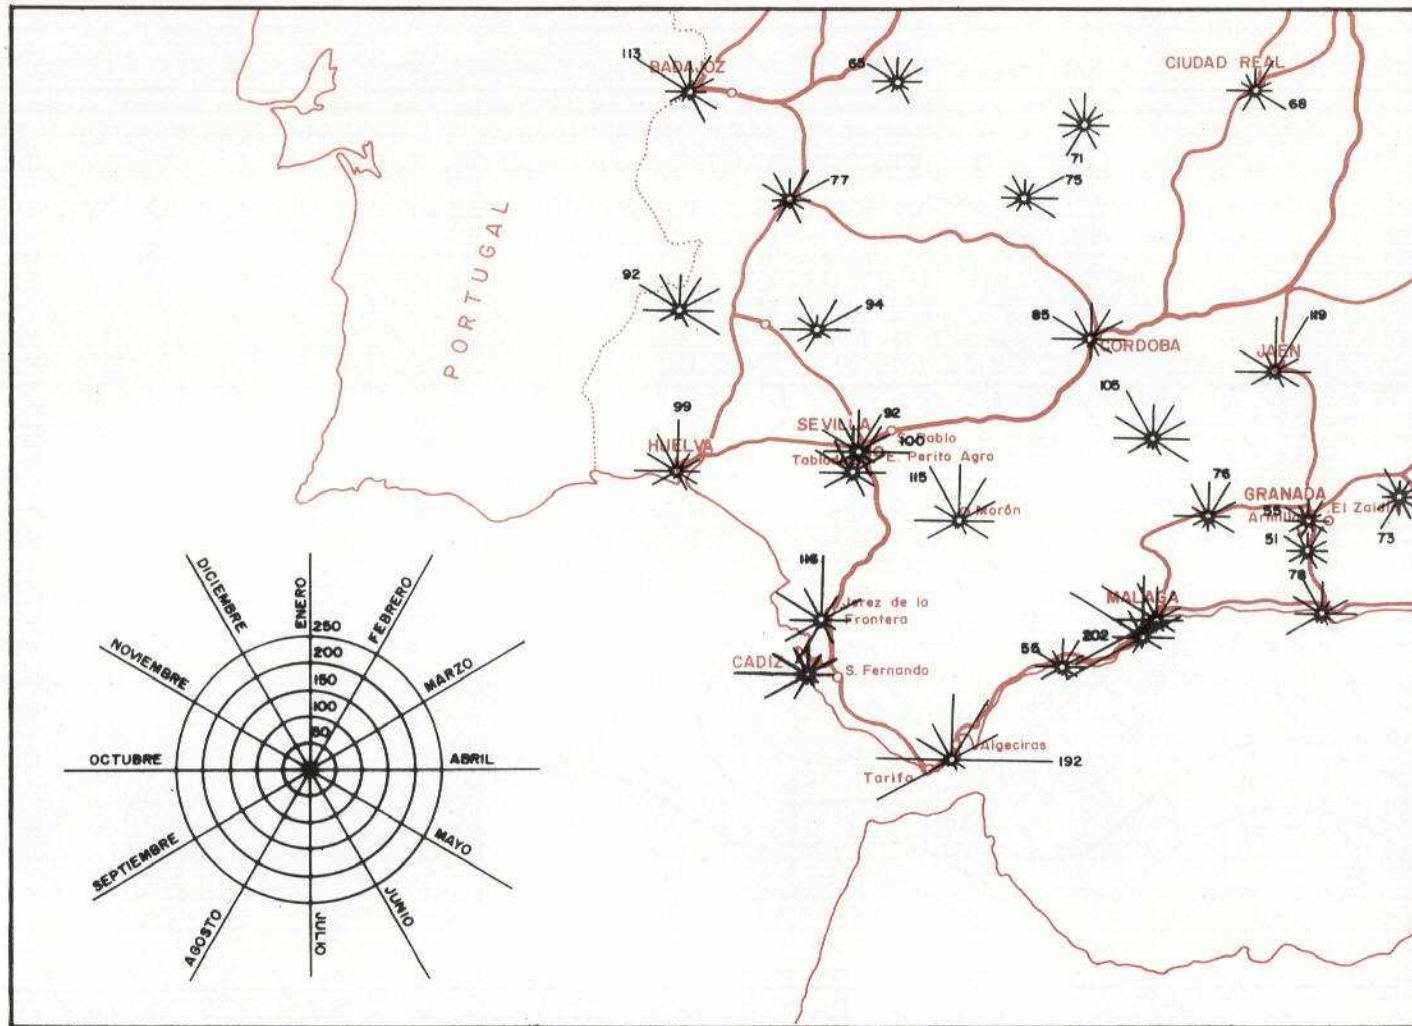 113
BADAJOZ
65
CIUDAD REAL
68
71
75
77
PORTUGAL
92
94
85
CORDOBA
119
JAEN
105
99
HUELVA
SEVILLA
92
S. Pablo
100
E. Perito Agro
115
Morón
76
GRANADA
55
51
73
78
116
Jerez de la
Frontera
MALAGA
202
56
CADIZ
S. Fernando
Algeciras
192
Tarifa
ENERO
FEBRERO
MARZO
ABRIL
MAYO
JUNIO
JULIO
AGOSTO
SEPTIEMBRE
OCTUBRE
NOVIEMBRE
DICIEMBRE
250
200
150
100
50